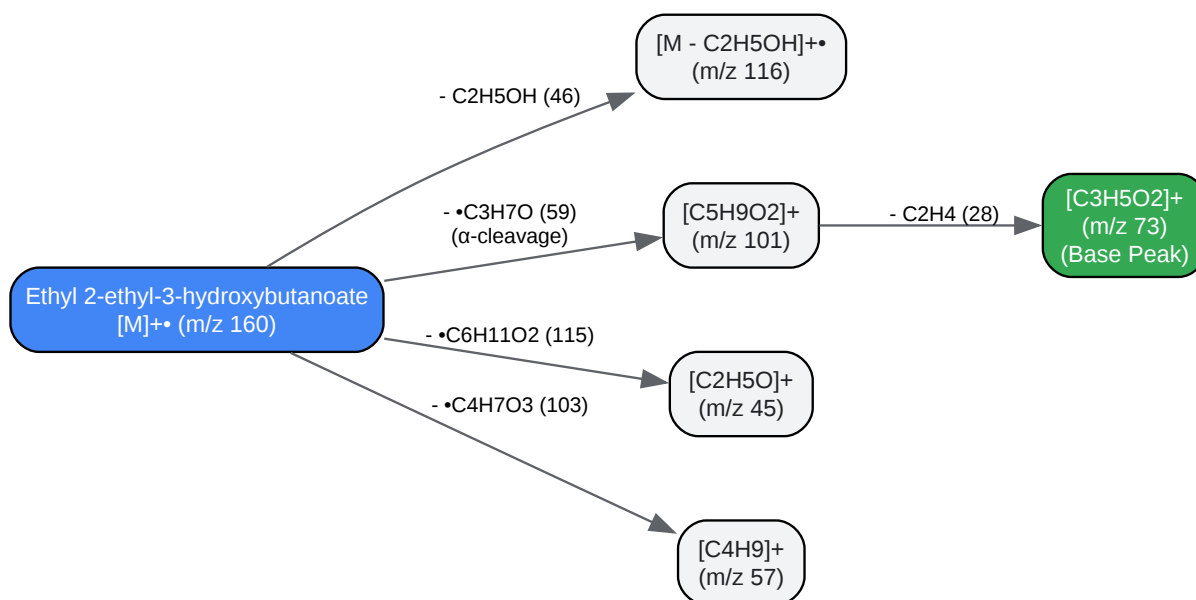 [M - C2H5OH]+•
(m/z 116)
- C2H5OH (46)
- •C3H7O (59)
(α-cleavage)
[C5H9O2]+
(m/z 101)
- C2H4 (28)
[C3H5O2]+
(m/z 73)
(Base Peak)
Ethyl 2-ethyl-3-hydroxybutanoate
[M]+• (m/z 160)
- •C6H11O2 (115)
[C2H5O]+
(m/z 45)
- •C4H7O3 (103)
[C4H9]+
(m/z 57)